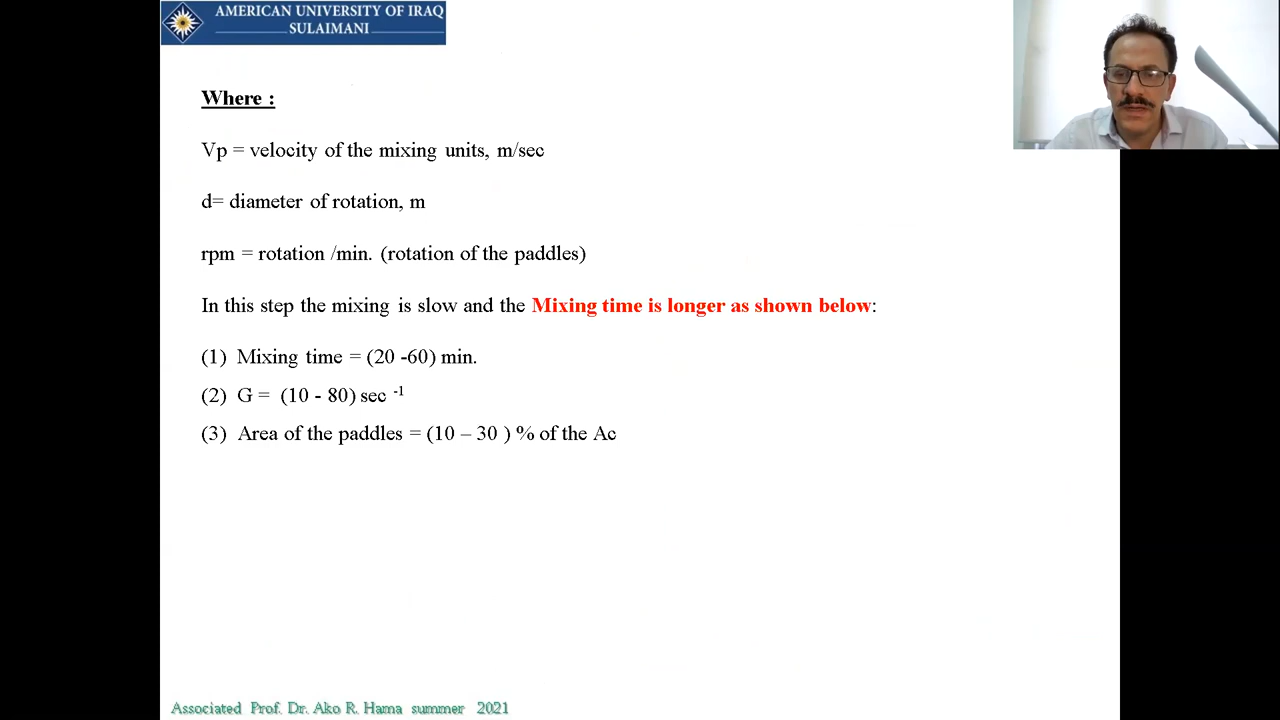 AMERICAN UNIVERSITY OF IRAQ
SULAIMANI
Where :
Vp = velocity of the mixing units, m/sec
d= diameter of rotation, m
rpm = rotation /min. (rotation of the paddles)
In this step the mixing is slow and the Mixing time is longer as shown below:
(1) Mixing time = (20 -60) min.
(2) G = (10 - 80) sec -1
(3) Area of the paddles = (10 – 30 ) % of the Ac
Associated Prof. Dr. Ako R. Hama summer 2021